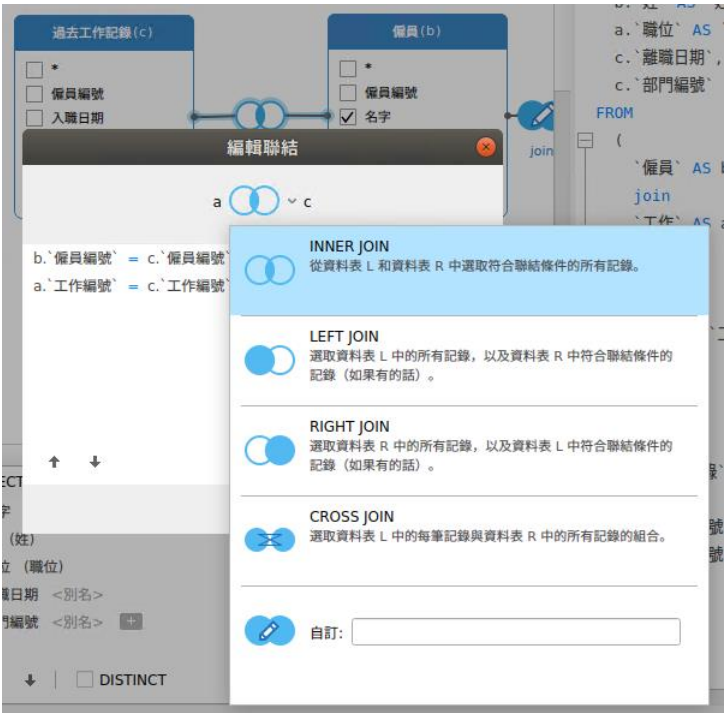 過去工作記錄(c)
*
僱員編號
入職日期
僱員(b)
*
僱員編號
名字
join
a.`職位` AS
c.`離職日期`,
c.`部門編號`
FROM
(
`僱員` AS
join
`工作` AS
編輯聯結
a
c
b.`僱員編號` = c.`僱員編號`
a.`工作編號` = c.`工作編號`
INNER JOIN
從資料表 L 和資料表 R 中選取符合聯結條件的所有記錄。
LEFT JOIN
選取資料表 L 中的所有記錄，以及資料表 R 中符合聯結條件的
記錄（如果有的話）。
RIGHT JOIN
選取資料表 R 中的所有記錄，以及資料表 L 中符合聯結條件的
記錄（如果有的話）。
CROSS JOIN
選取資料表 L 中的每筆記錄與資料表 R 中的所有記錄的組合。
自訂:
(姓)
(職位)
<別名>
<別名>
DISTINCT